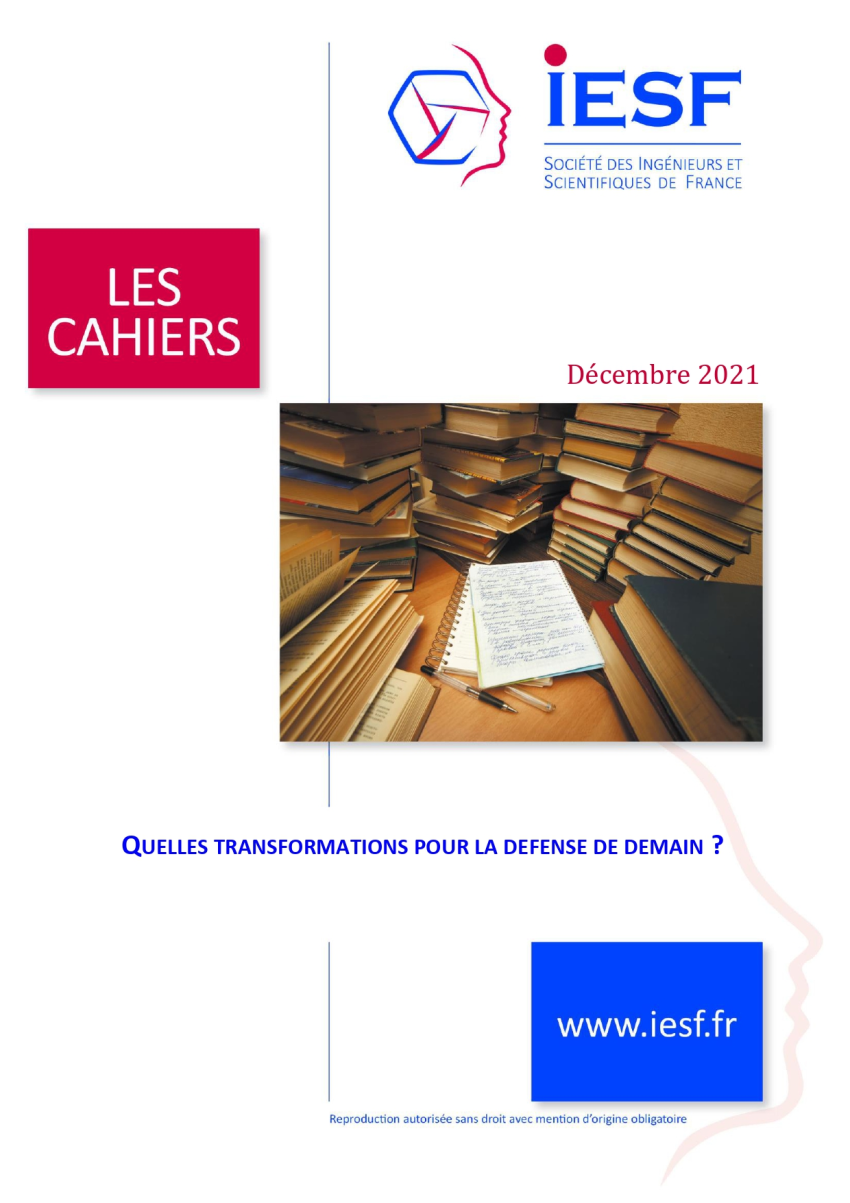 iESF
SOCIÉTÉ DES INGÉNIEURS ET
SCIENTIFIQUES DE FRANCE
LES
CAHIERS
Décembre 2021
QUELLES TRANSFORMATIONS POUR LA DEFENSE DE DEMAIN ?
www.iesf.fr
Reproduction autorisée sans droit avec mention d'origine obligatoire